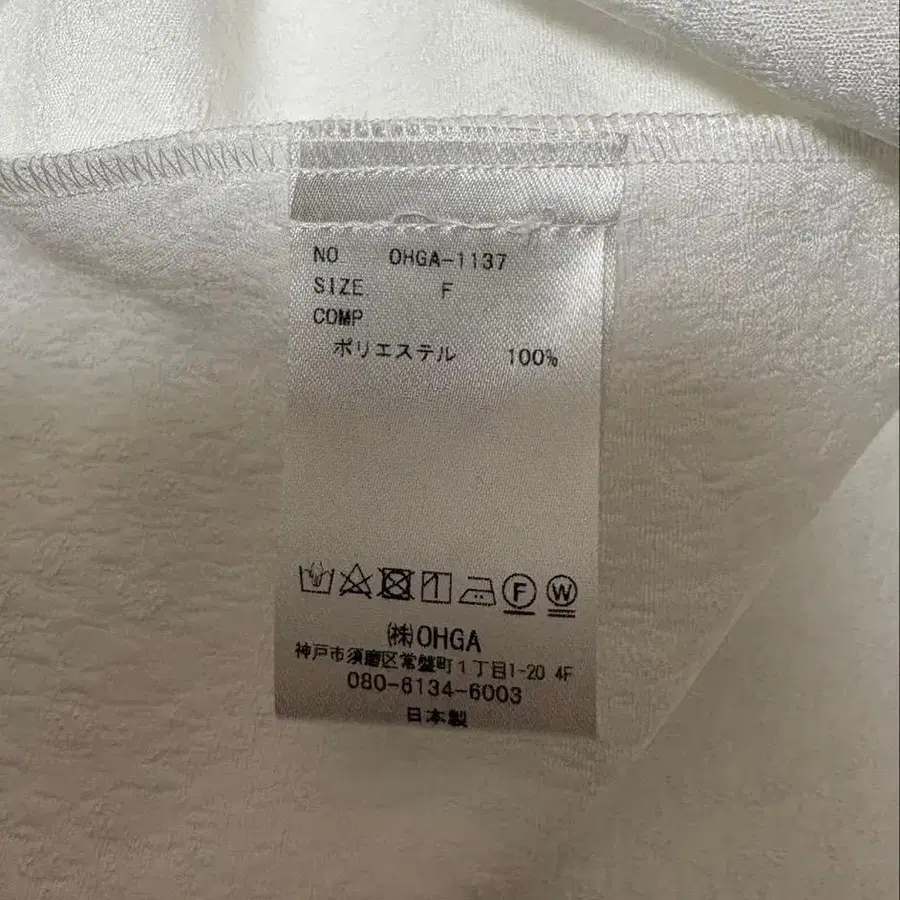 NO OHGA-1137
SIZE F
COMP
ポリエステル 100%
F W
㈱OHGA
神戸市須磨区常盤町1丁目1-20 4F
080-6134-6003
日本製